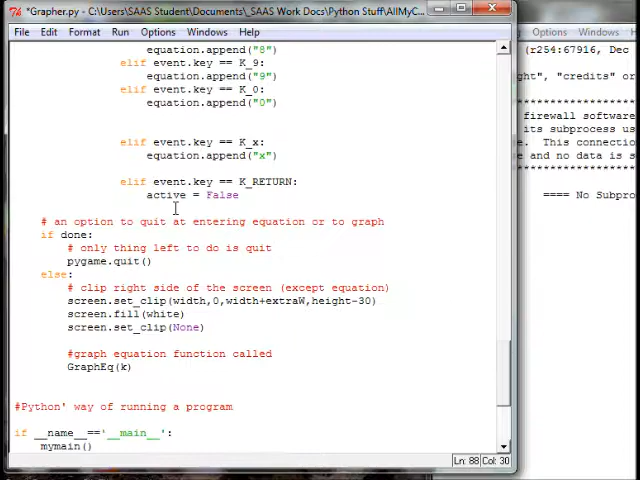 *Grapher.py - C:\Users\SAAS Student\Documents\_SAAS Work Docs\Python Stuff\AllMyC...
File Edit Format Run Options Windows Help
Options Windows
equation.append("8")
elif event.key == K_9:
equation.append("9")
elif event.key == K_0:
equation.append("0")
elif event.key == K_x:
equation.append("x")
elif event.key == K_RETURN:
active = False
# an option to quit at entering equation or to graph
if done:
# only thing left to do is quit
pygame.quit()
else:
# clip right side of the screen (except equation)
screen.set_clip(width,0,width+extraW,height-30)
screen.fill(white)
screen.set_clip(None)
#graph equation function called
GraphEq(k)
#Python' way of running a program
if __name__=='__main__':
mymain()
Ln: 88 Col: 30
(r254:67916, Dec
ght", "credits" or
*******************
firewall software
its subprocess us
e. This connectio
e and no data is s
*******************
==== No Subpro